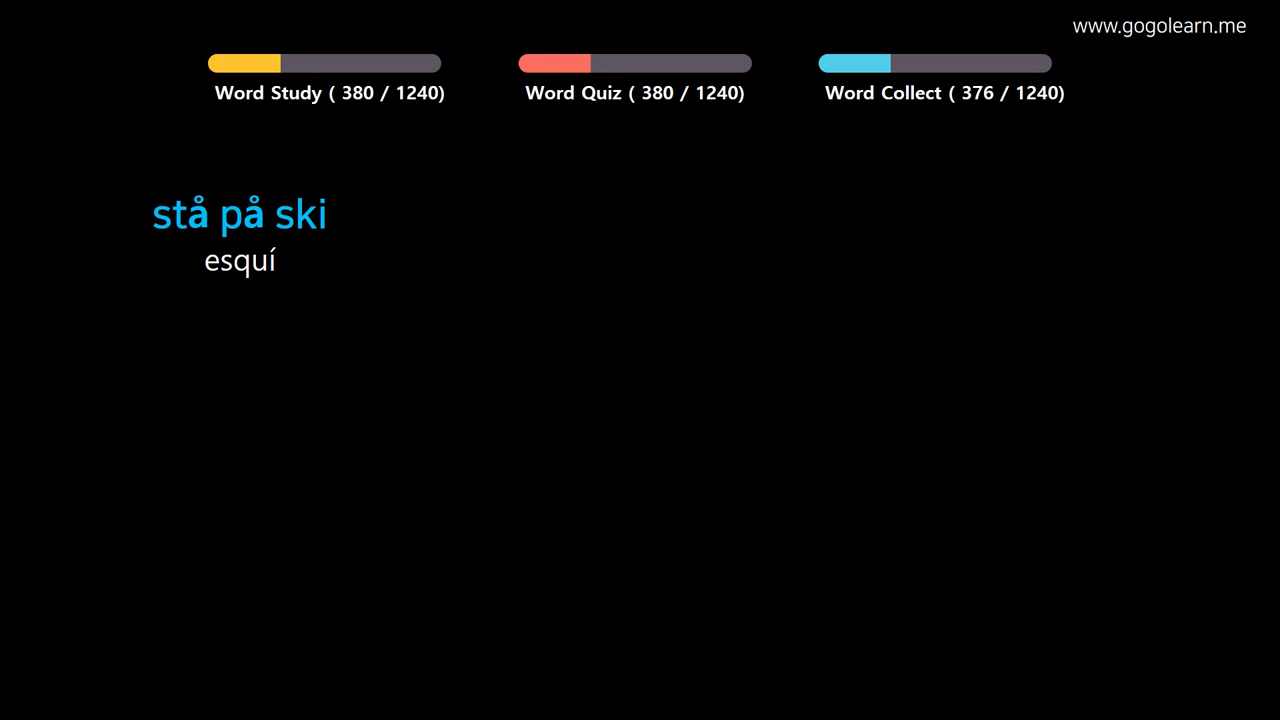 www.gogolearn.me
Word Study ( 380 / 1240)
Word Quiz ( 380 / 1240)
Word Collect ( 376 / 1240)
stå på ski
esquí